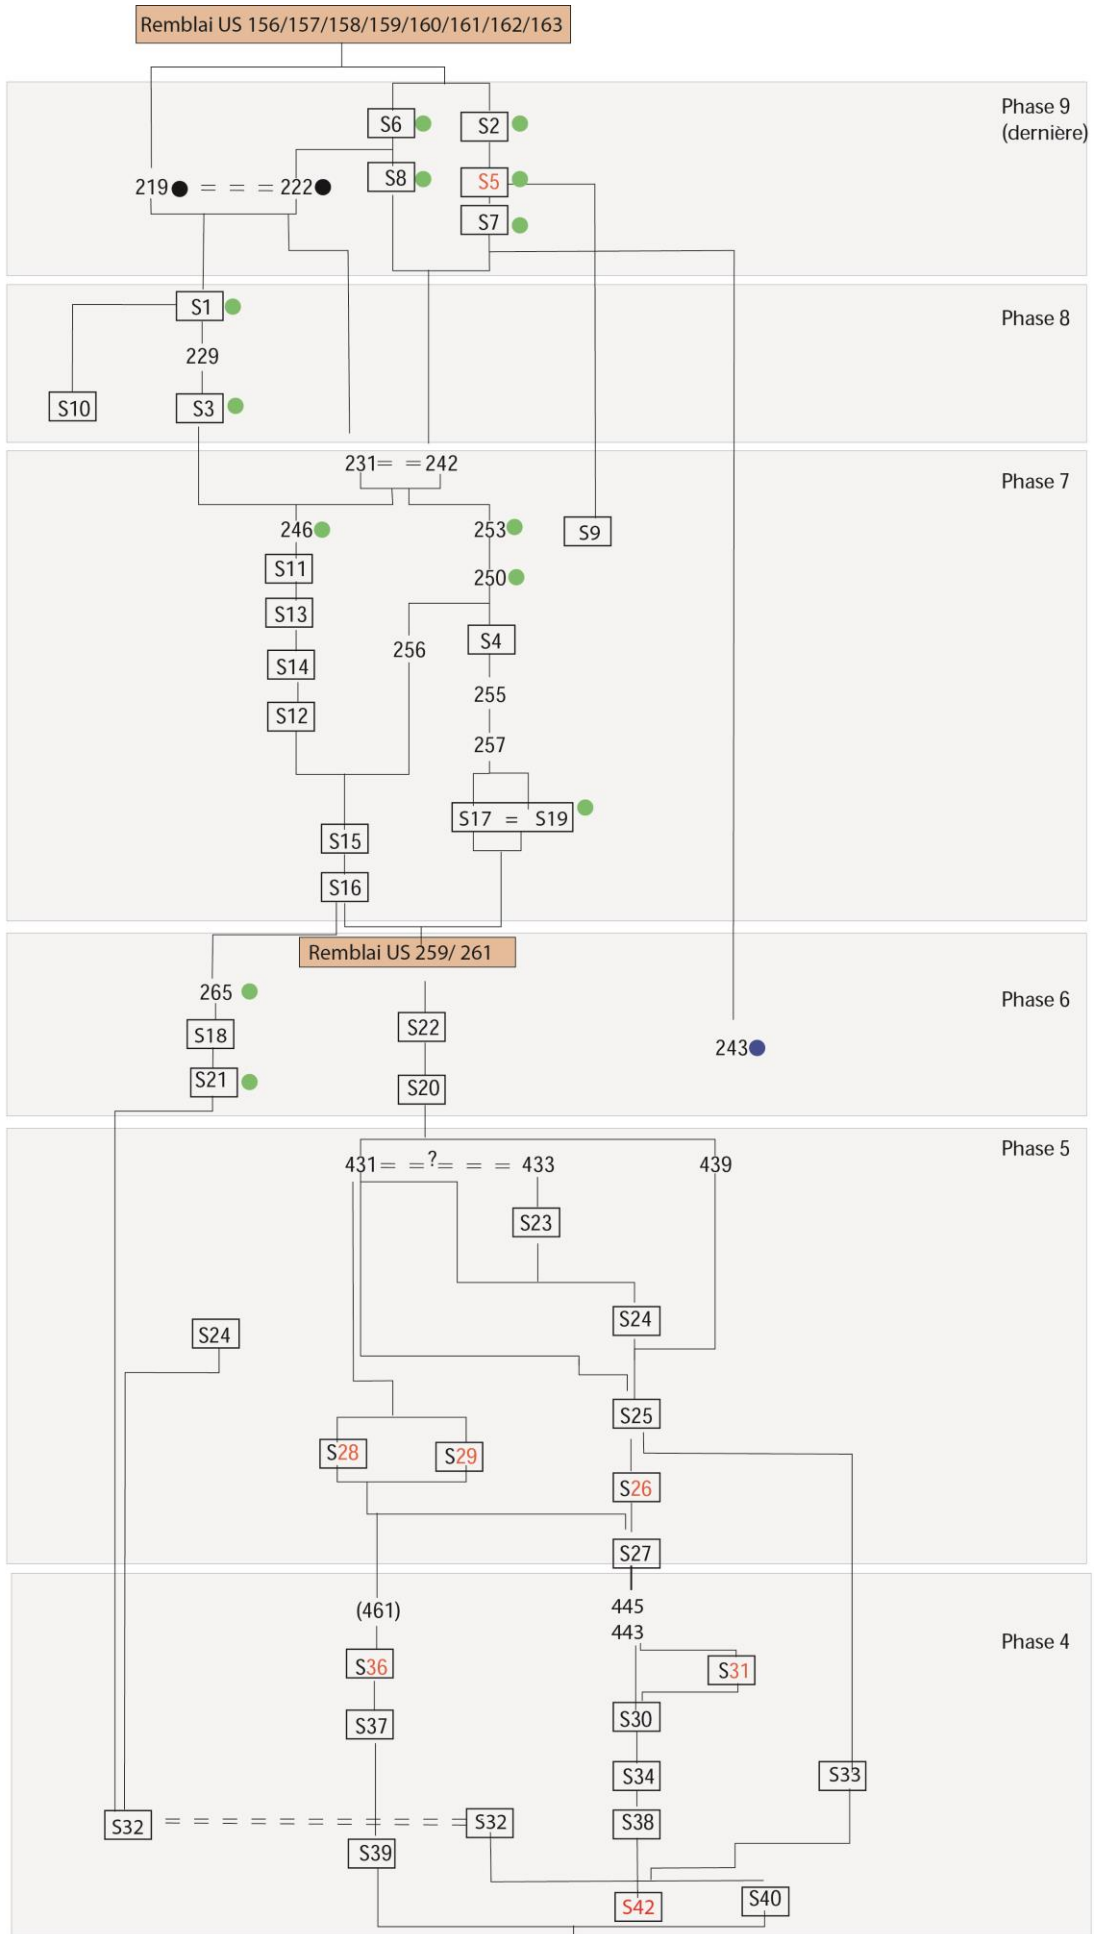 Remblai US 156/157/158/159/160/161/162/163
Phase 9
(dernière)
S6
S2
S8
S5
219 = = = 222
S7
S1
Phase 8
229
S10
S3
231= =242
Phase 7
246
253
S9
S11
250
S13
256
S4
S14
255
S12
257
S17 = S19
S15
S16
Remblai US 259/ 261
265
Phase 6
S22
S18
243
S21
S20
Phase 5
431= =?= = = 433
439
S23
S24
S24
S25
S28
S29
S26
S27
(461)
445
443
Phase 4
S36
S31
S37
S30
S34
S33
S32 = = = = = = = = = = S32
S38
S39
S42
S40